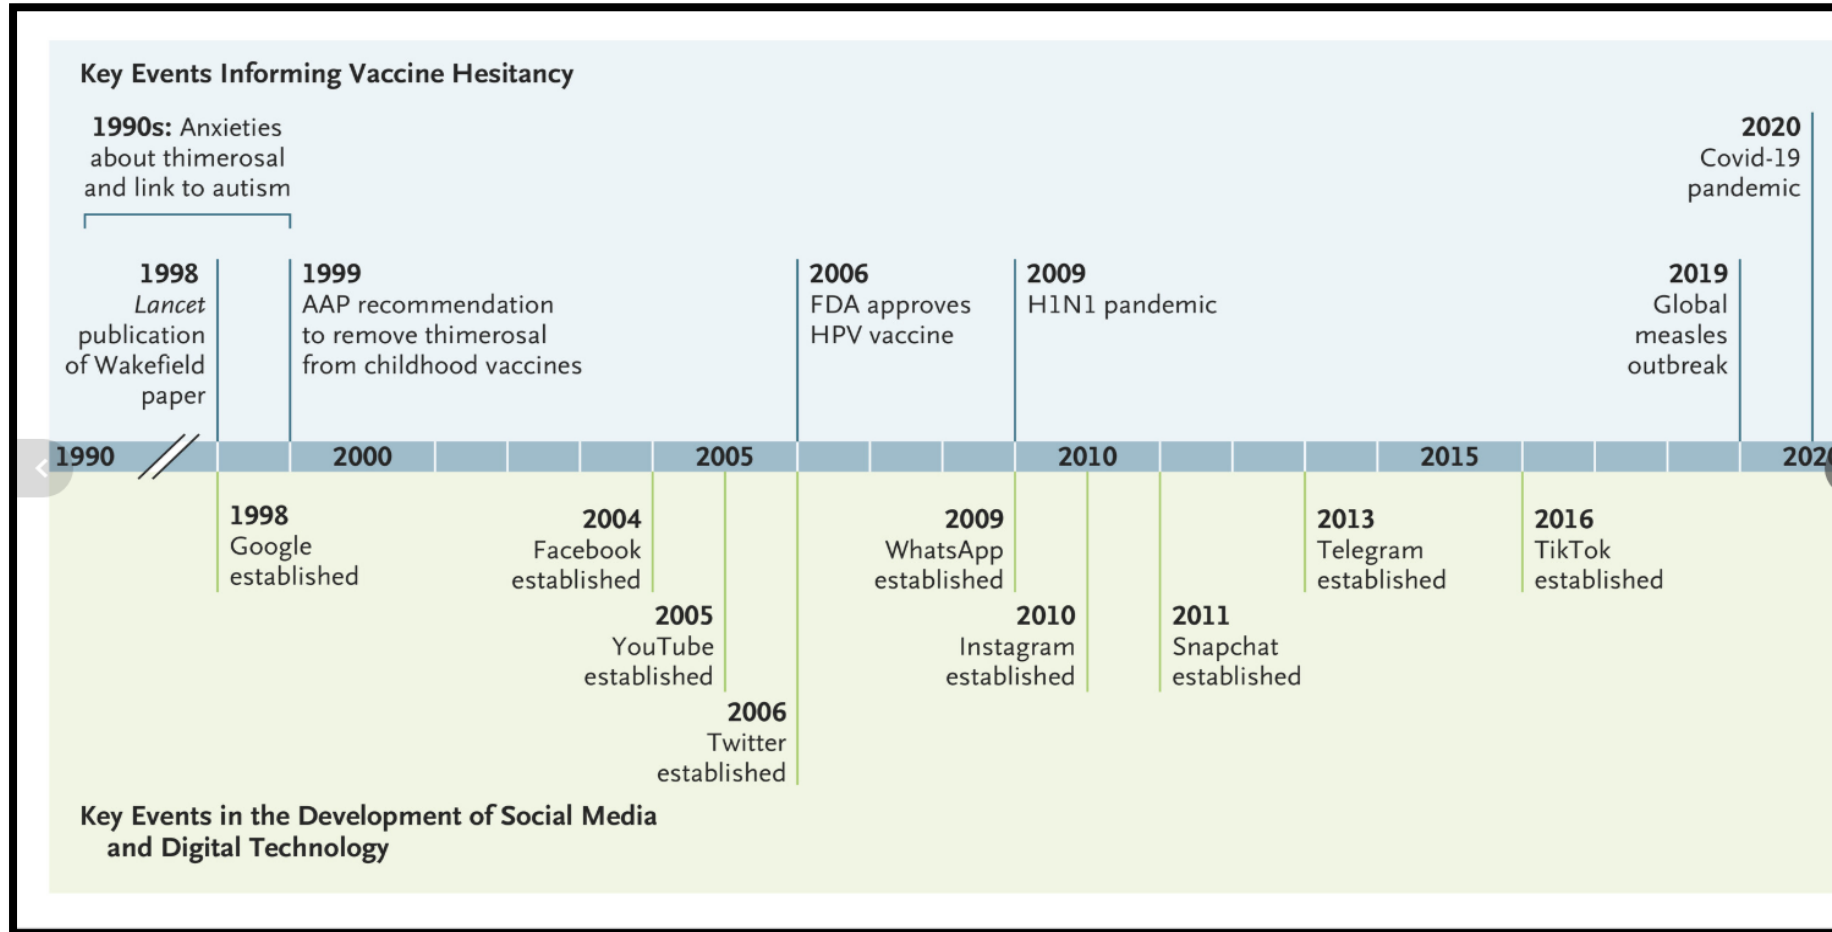 Key Events Informing Vaccine Hesitancy
1990s: Anxieties
about thimerosal
and link to autism
2020
Covid-19
pandemic
1998
Lancet
publication
of Wakefield
paper
1999
AAP recommendation
to remove thimerosal
from childhood vaccines
2006
FDA approves
HPV vaccine
2009
H1N1 pandemic
2019
Global
measles
outbreak
1990 2000 2005 2010 2015 2020
1998
Google
established
2004
Facebook
established
2005
YouTube
established
2006
Twitter
established
2009
WhatsApp
established
2010
Instagram
established
2011
Snapchat
established
2013
Telegram
established
2016
TikTok
established
Key Events in the Development of Social Media
and Digital Technology